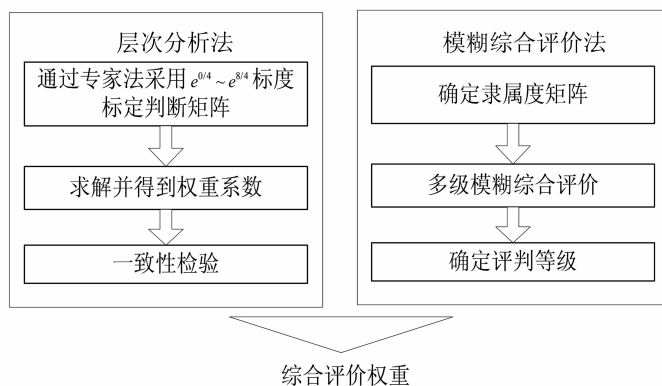 层次分析法
通过专家法采用 e^{0/4} ~ e^{8/4} 标度
标定判断矩阵
求解并得到权重系数
一致性检验
模糊综合评价法
确定隶属度矩阵
多级模糊综合评价
确定评判等级
综合评价权重